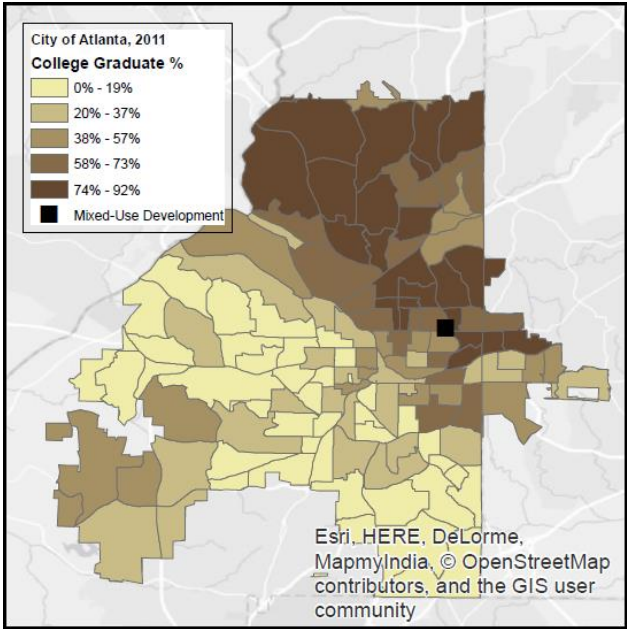 City of Atlanta, 2011
College Graduate %
0% - 19%
20% - 37%
38% - 57%
58% - 73%
74% - 92%
Mixed-Use Development
Esri, HERE, DeLorme,
MapmyIndia, © OpenStreetMap
contributors, and the GIS user
community